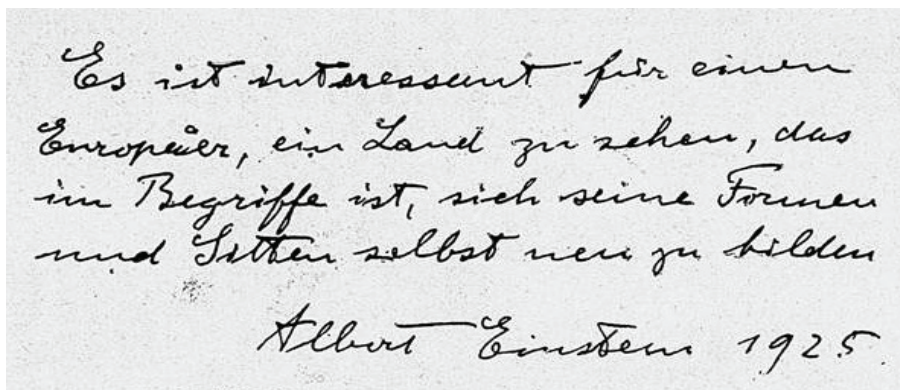 Es ist interessant für einen
Europäer, ein Land zu sehen, das
im Begriffe ist, sich seine Formen
und Sitten selbst neu zu bilden
Albert Einstein 1925.